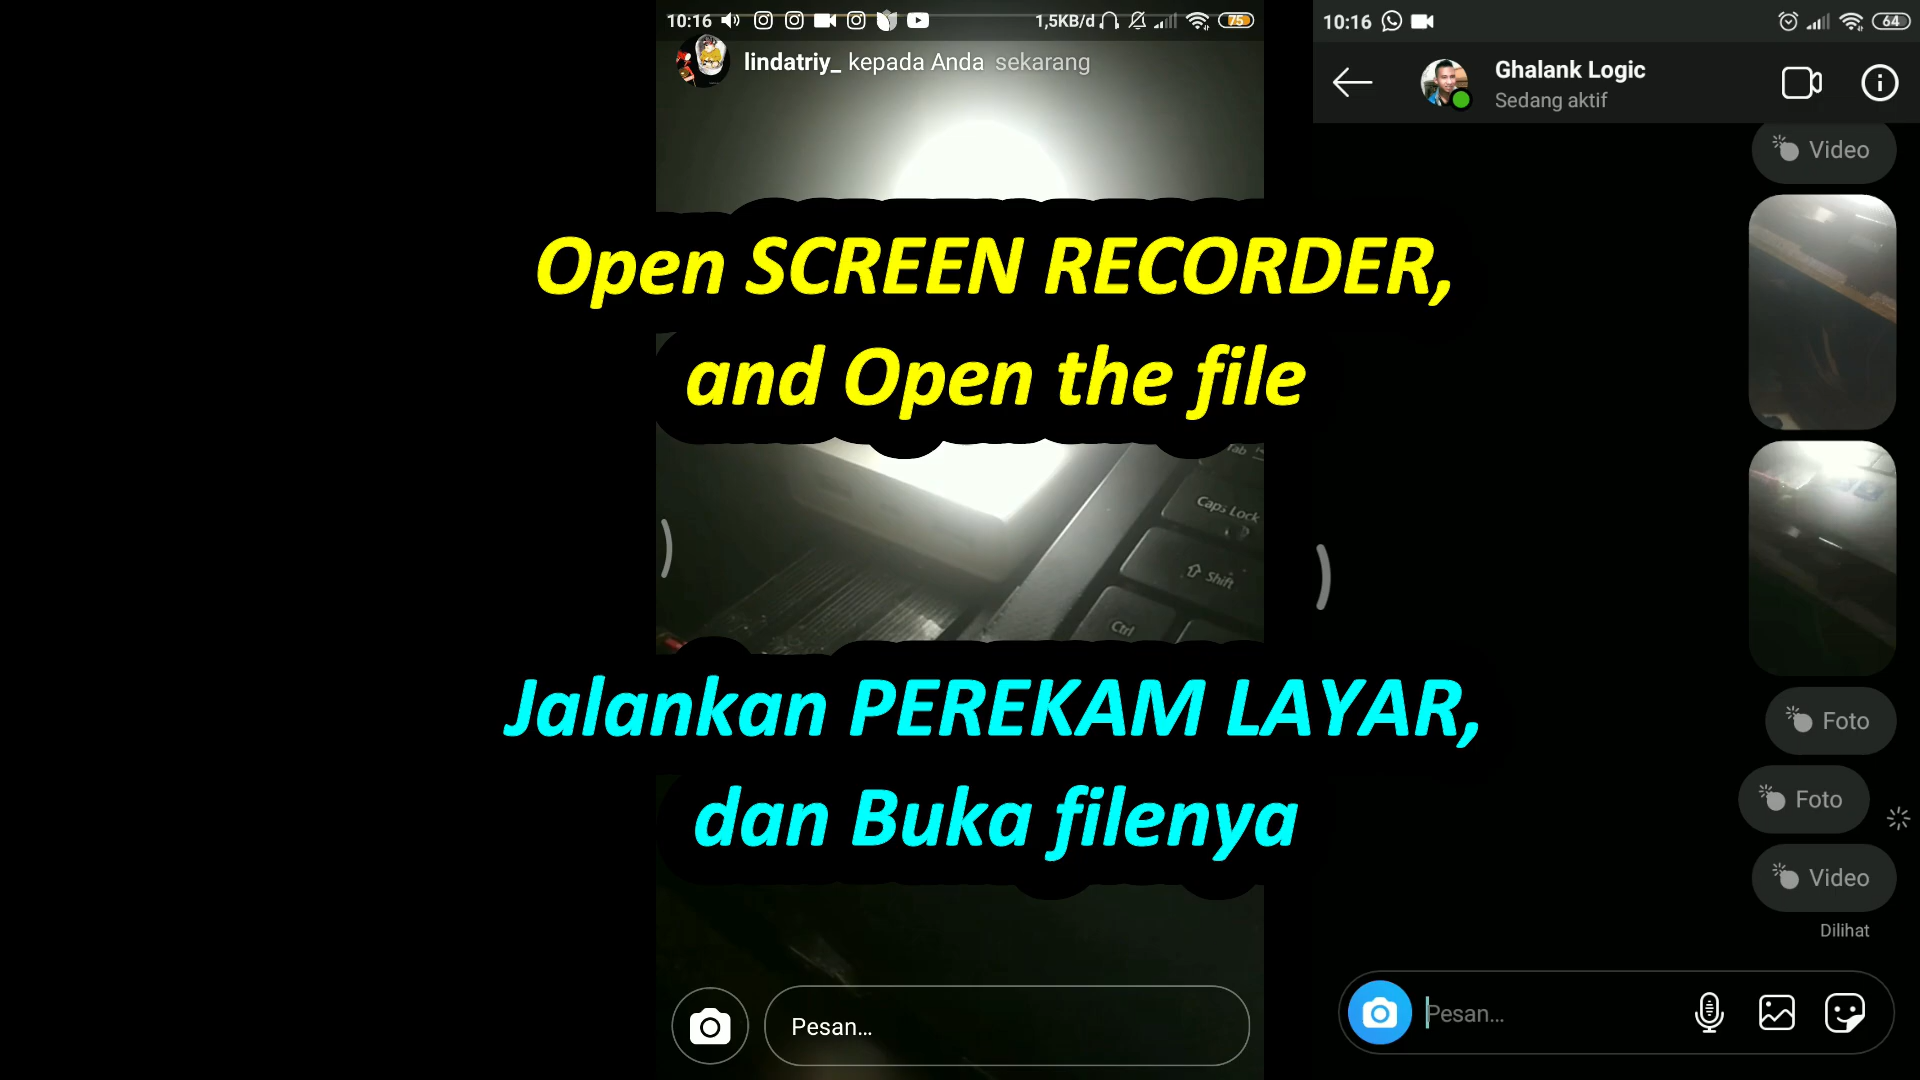 10:16
1,5KB/d
75
lindatriy_ kepada Anda sekarang
10:16
64
Ghalank Logic
Sedang aktif
Video
Open SCREEN RECORDER,
and Open the file
Tab
Caps Lock
Shift
Ctrl
Jalankan PEREKAM LAYAR,
dan Buka filenya
Foto
Foto
Video
Dilihat
Pesan...
Pesan...